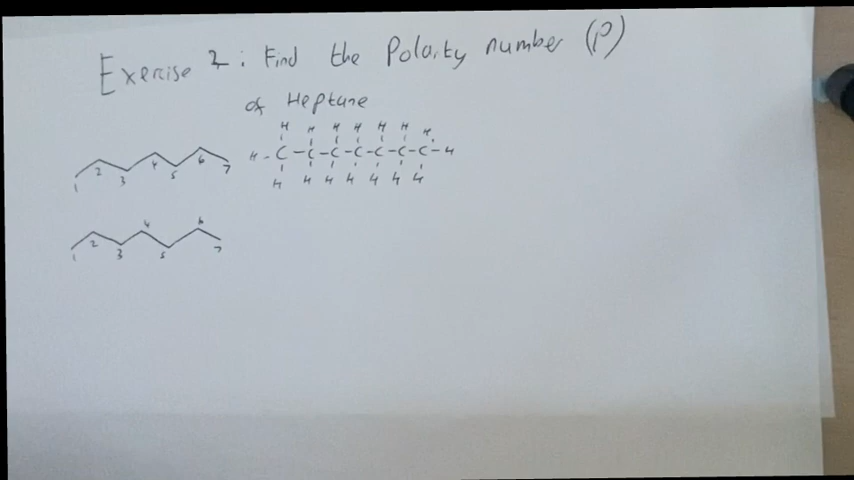 Exercise 2 : Find the Polarity number (P)
of Heptane
H H H H H H H
H - C - C - C - C - C - C - C - H
H H H H H H H
1 2 3 4 5 6 7
1 2 3 4 5 6 7